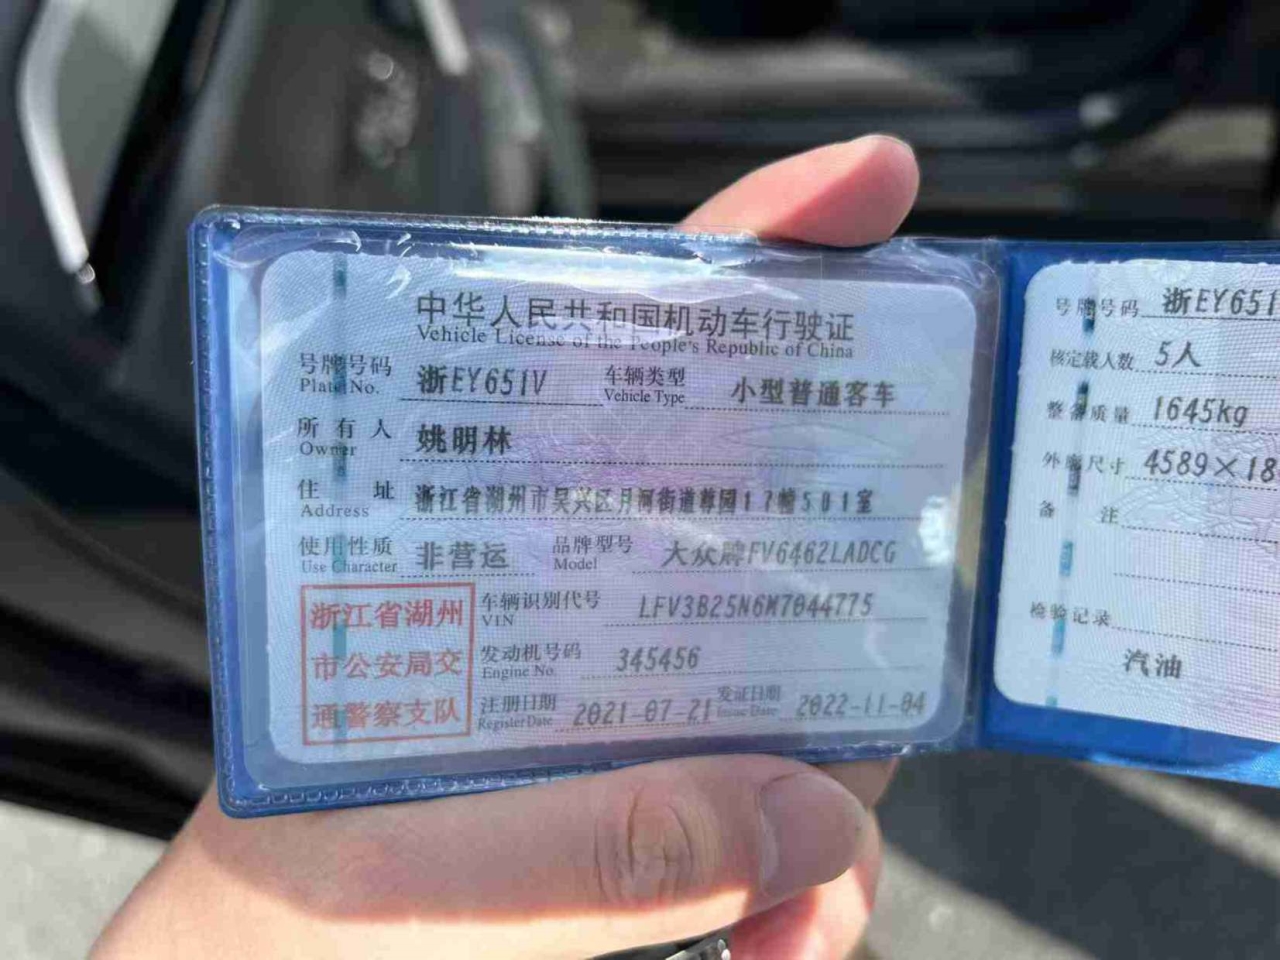 中华人民共和国机动车行驶证
Vehicle License of the People's Republic of China
号牌号码 浙EY651V 车辆类型 小型普通客车
Plate No. Vehicle Type
所有人 姚明林
Owner
住址 浙江省湖州市吴兴区月河街道尊园17幢501室
Address
使用性质 非营运 品牌型号 大众牌FV6462LADCG
Use Character Model
浙江省湖州
市公安局交
通警察支队
车辆识别代号 LFV3B25N6M7044775
VIN
发动机号码 345456
Engine No.
注册日期 2021-07-21 发证日期 2022-11-04
Register Date Issue Date
号牌号码 浙EY651
核定载人数 5人
整备质量 1645kg
外廓尺寸 4589×18
备注
检验记录
汽油